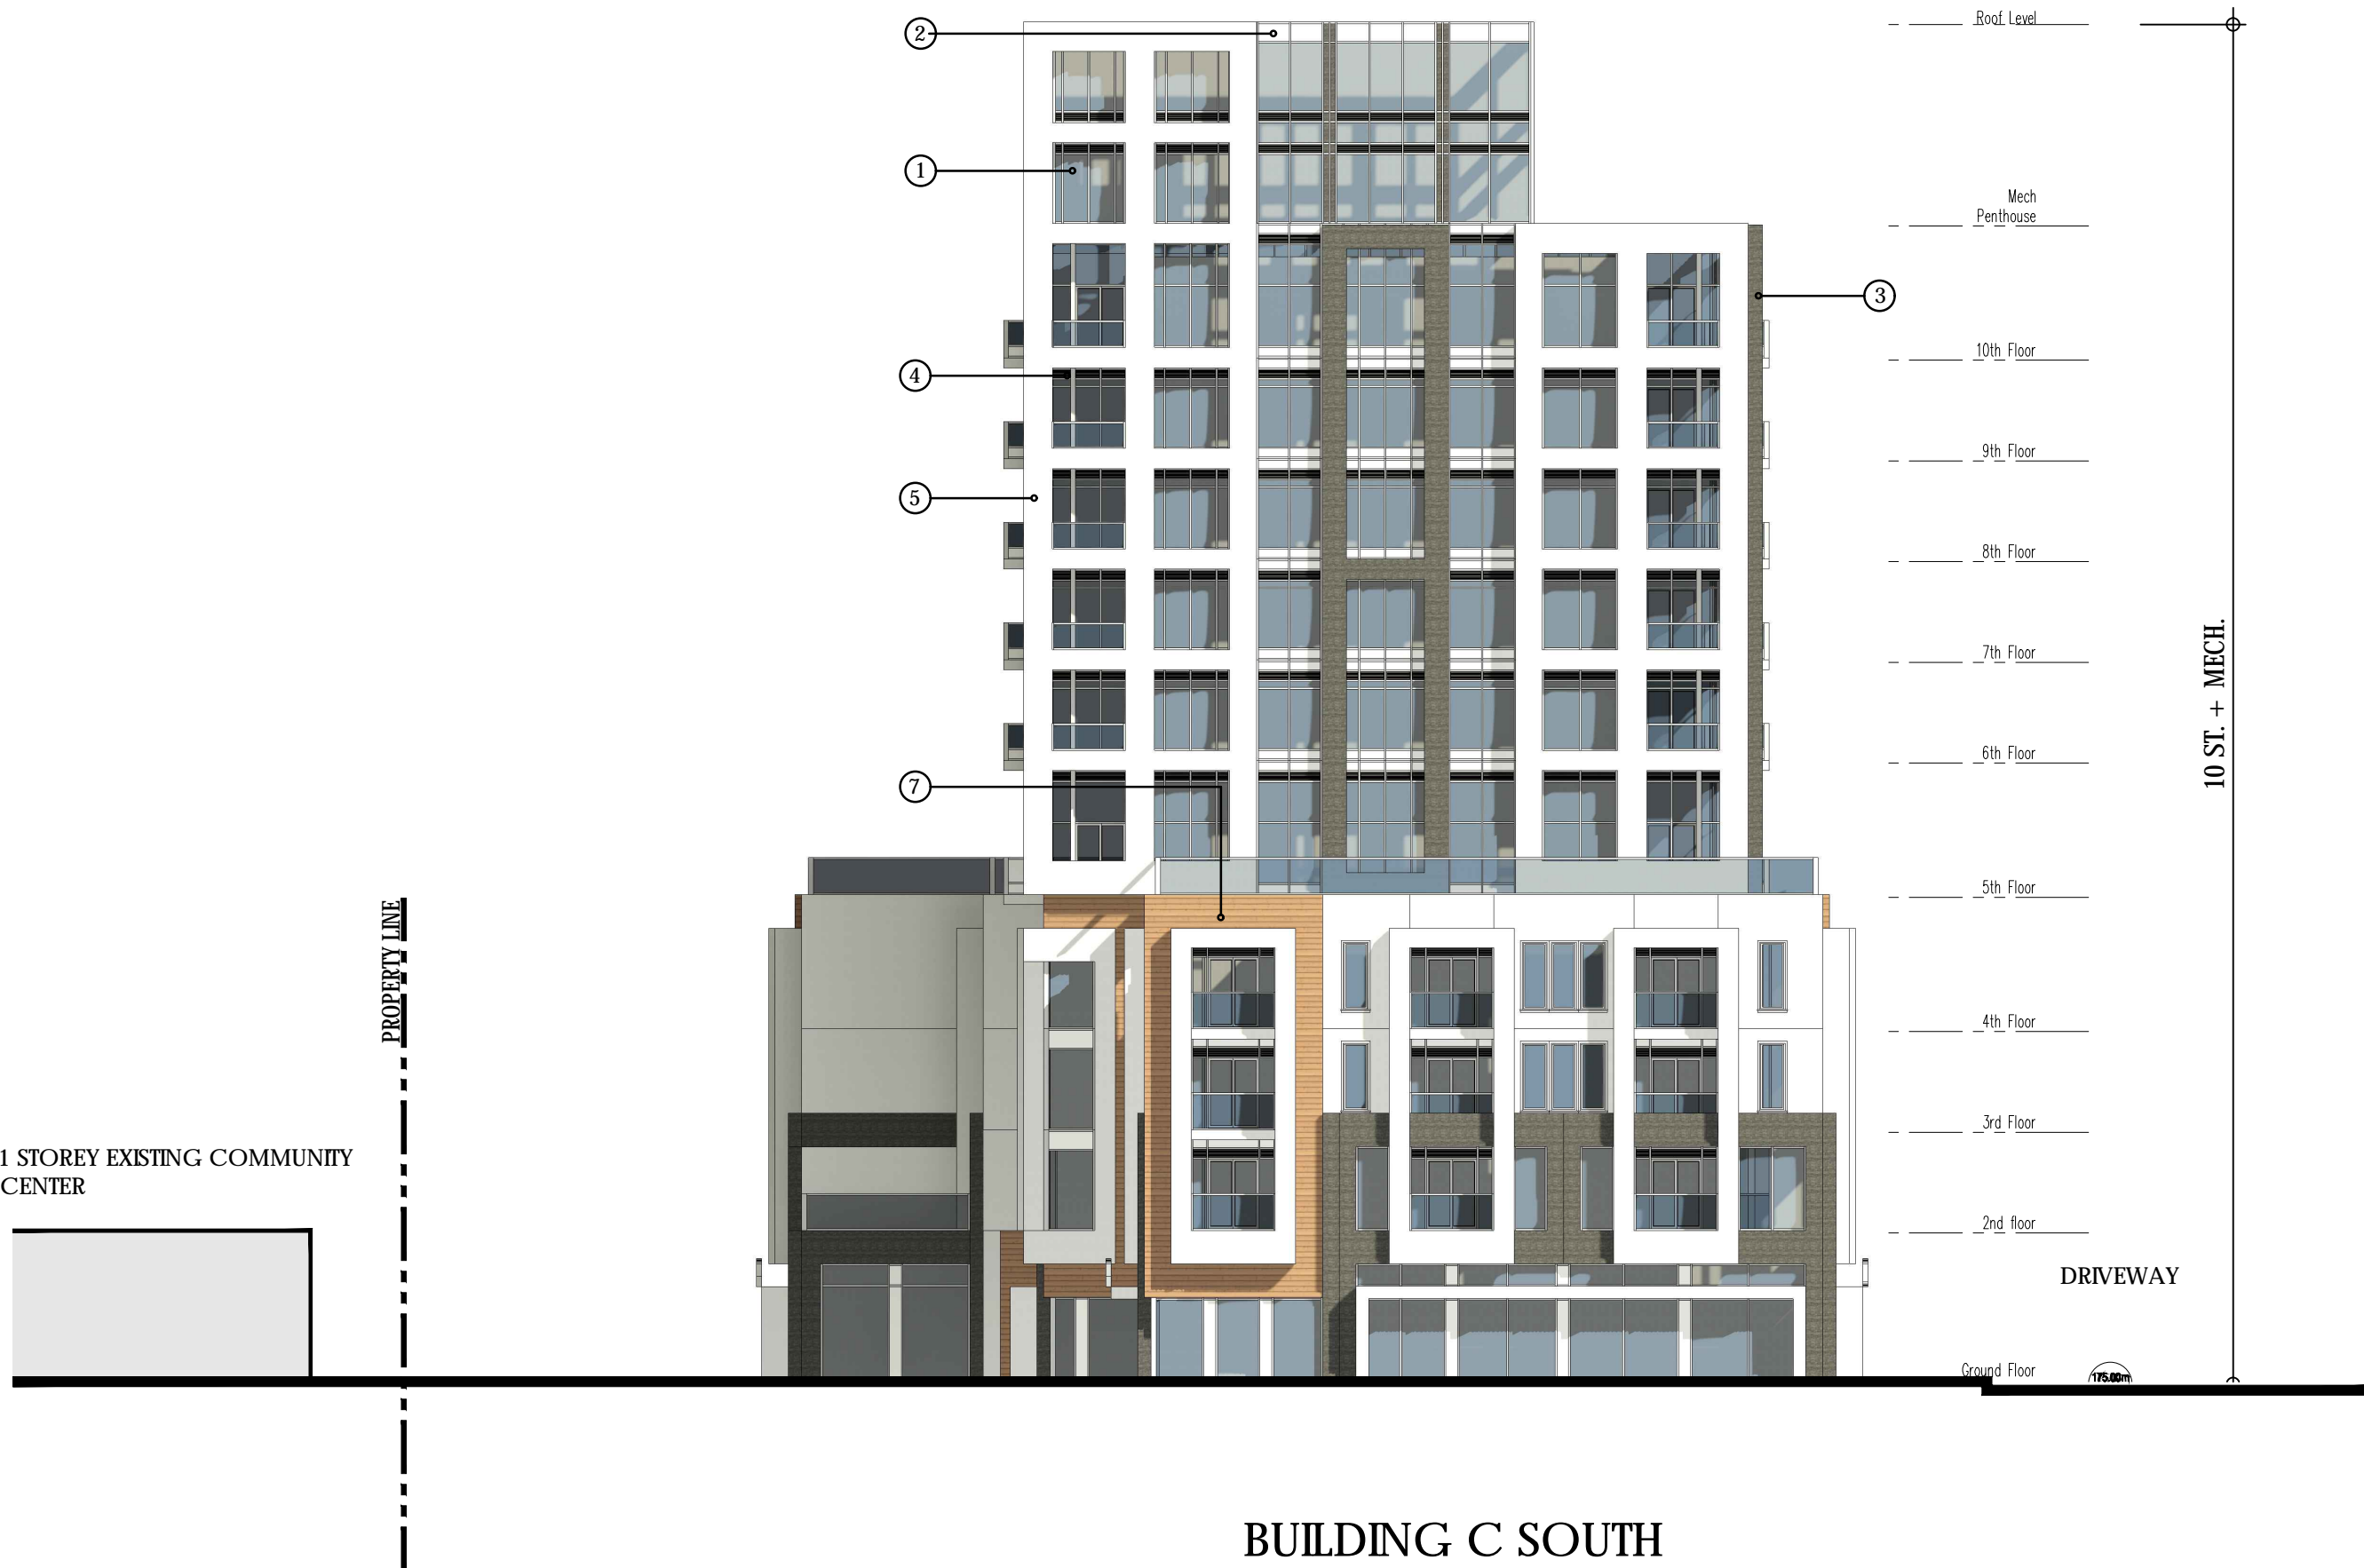 Roof Level
2
1
Mech
Penthouse
3
10th Floor
4
9th Floor
5
8th Floor
7th Floor
10 ST. + MECH.
6th Floor
7
5th Floor
PROPERTY LINE
4th Floor
3rd Floor
1 STOREY EXISTING COMMUNITY
CENTER
2nd floor
DRIVEWAY
Ground Floor
175.00m
BUILDING C SOUTH